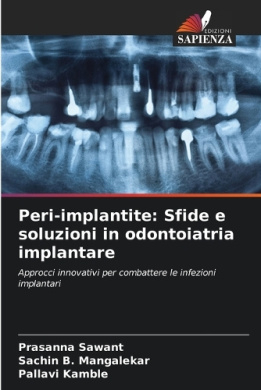 EDIZIONI
SAPIENZA
Peri-implantite: Sfide e
soluzioni in odontoiatria
implantare
Approcci innovativi per combattere le infezioni
implantari
Prasanna Sawant
Sachin B. Mangalekar
Pallavi Kamble